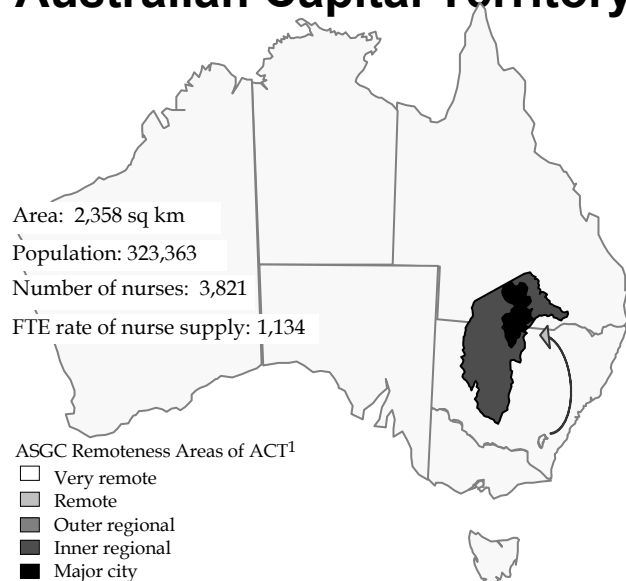 Australian Capital Territory
Area: 2,358 sq km
Population: 323,363
Number of nurses: 3,821
FTE rate of nurse supply: 1,134
ASGC Remoteness Areas of ACT1
Very remote
Remote
Outer regional
Inner regional
Major city